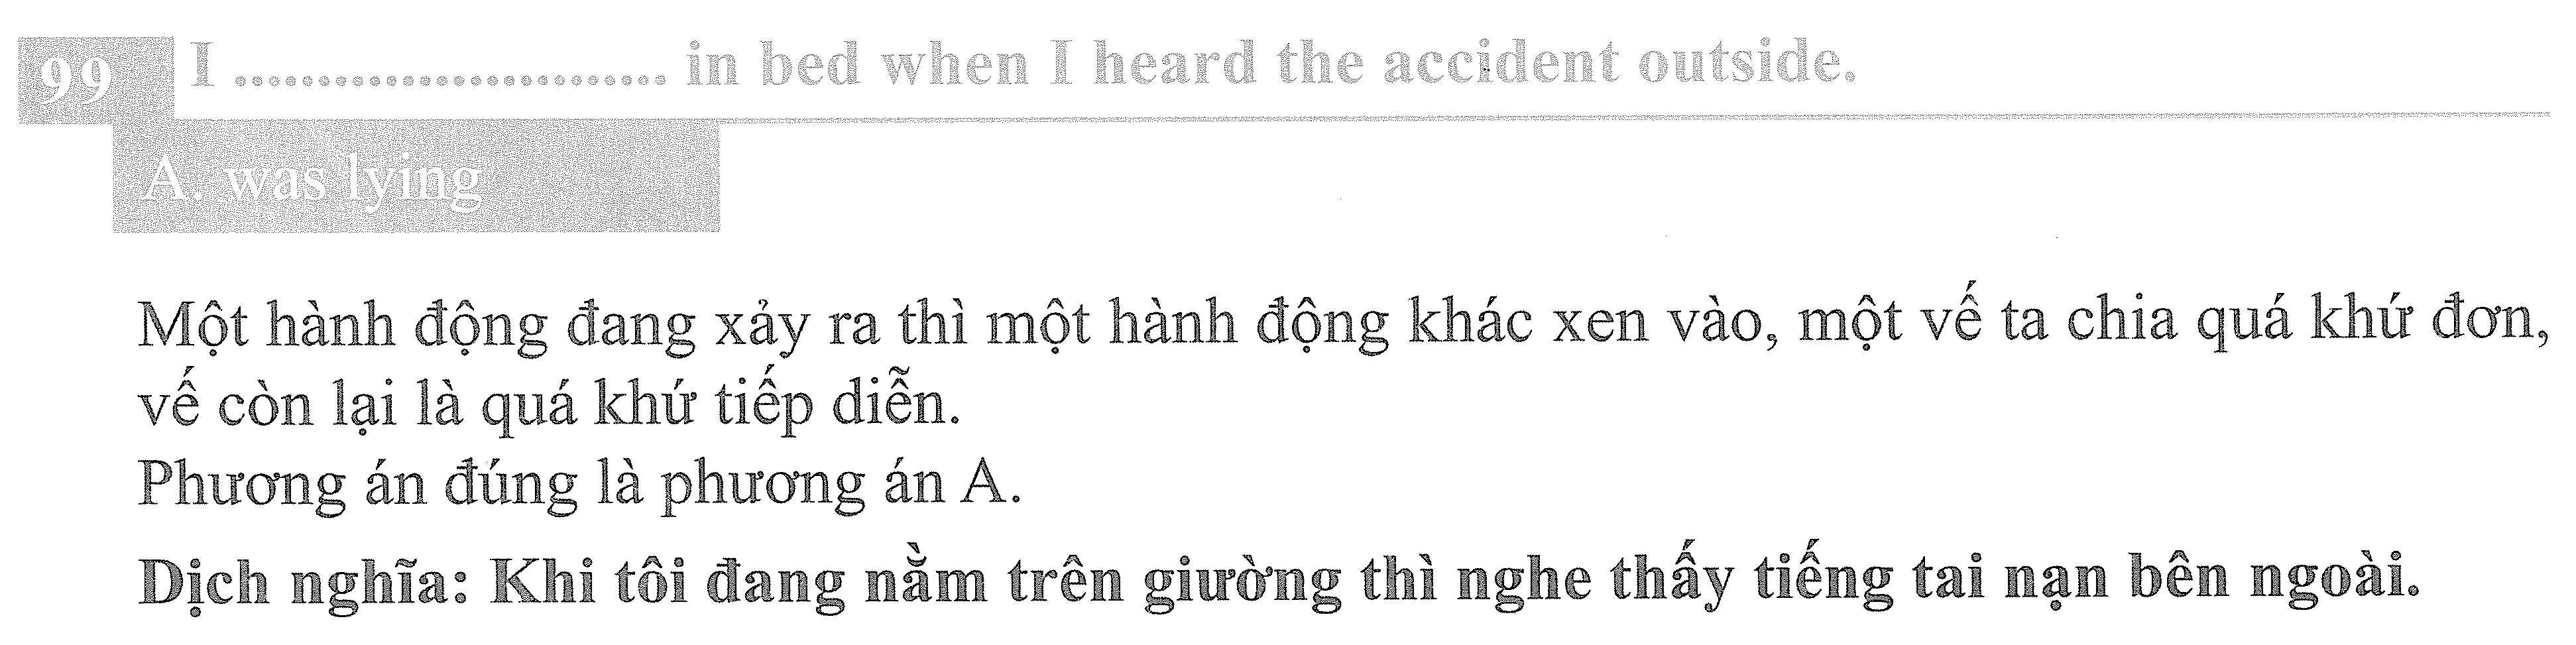 99 I .......................... in bed when I heard the accident outside.
A. was lying
Một hành động đang xảy ra thì một hành động khác xen vào, một vế ta chia quá khứ đơn,
vế còn lại là quá khứ tiếp diễn.
Phương án đúng là phương án A.
Dịch nghĩa: Khi tôi đang nằm trên giường thì nghe thấy tiếng tai nạn bên ngoài.